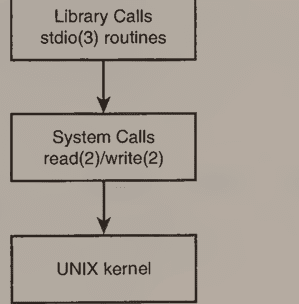 Library Calls
stdio(3) routines
System Calls
read(2)/write(2)
UNIX kernel